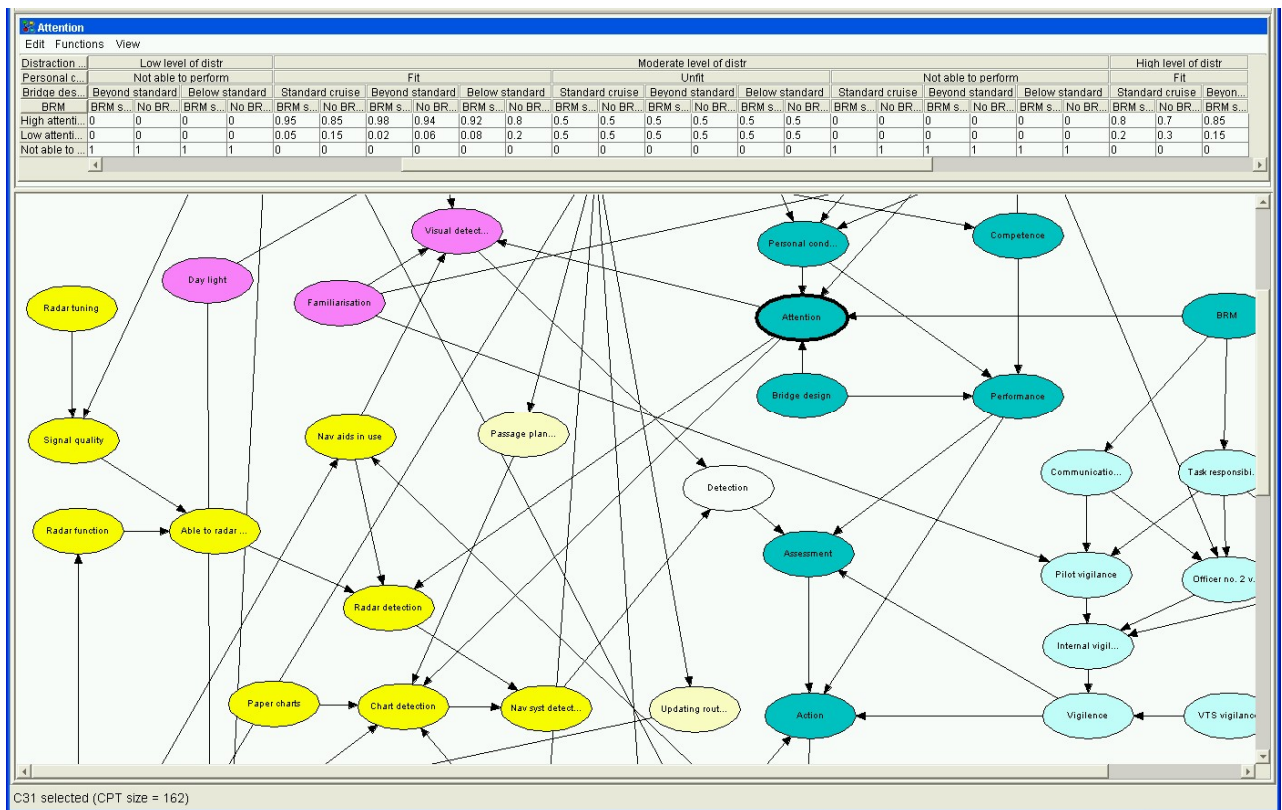 Attention
Edit Functions View
Distraction ... Low level of distr Moderate level of distr High level of distr
Personal c... Not able to perform Fit Unfit Not able to perform Fit
Bridge des... Beyond standard Below standard Standard cruise Beyond standard Below standard Standard cruise Beyond standard Below standard Standard cruise Beyond standard Below standard Standard cruise Beyon...
BRM BRM s... No BR... BRM s... No BR... BRM s... No BR... BRM s... No BR... BRM s... No BR... BRM s... No BR... BRM s... No BR... BRM s... No BR... BRM s... No BR... BRM s... No BR... BRM s... No BR... BRM s... No BR... BRM s...
High attenti... 0 0 0 0 0.95 0.85 0.98 0.94 0.92 0.8 0.5 0.5 0.5 0.5 0.5 0.5 0 0 0 0 0 0 0.8 0.7 0.85
Low attenti... 0 0 0 0 0.05 0.15 0.02 0.06 0.08 0.2 0.5 0.5 0.5 0.5 0.5 0.5 0 0 0 0 0 0 0.2 0.3 0.15
Not able to ... 1 1 1 1 0 0 0 0 0 0 0 0 0 0 0 0 1 1 1 1 1 1 0 0 0
Visual detect...
Personal cond...
Competence
Day light
Familiarisation
Radar tuning
Attention
BRM
Bridge design
Performance
Signal quality
Nav aids in use
Passage plan...
Communicatio...
Task responsibi...
Detection
Radar function
Able to radar ...
Assessment
Pilot vigilance
Officer no. 2 v...
Radar detection
Internal vigil...
Paper charts
Chart detection
Nav syst detect...
Updating rout...
Action
Vigilence
VTS vigilance
C31 selected (CPT size = 162)